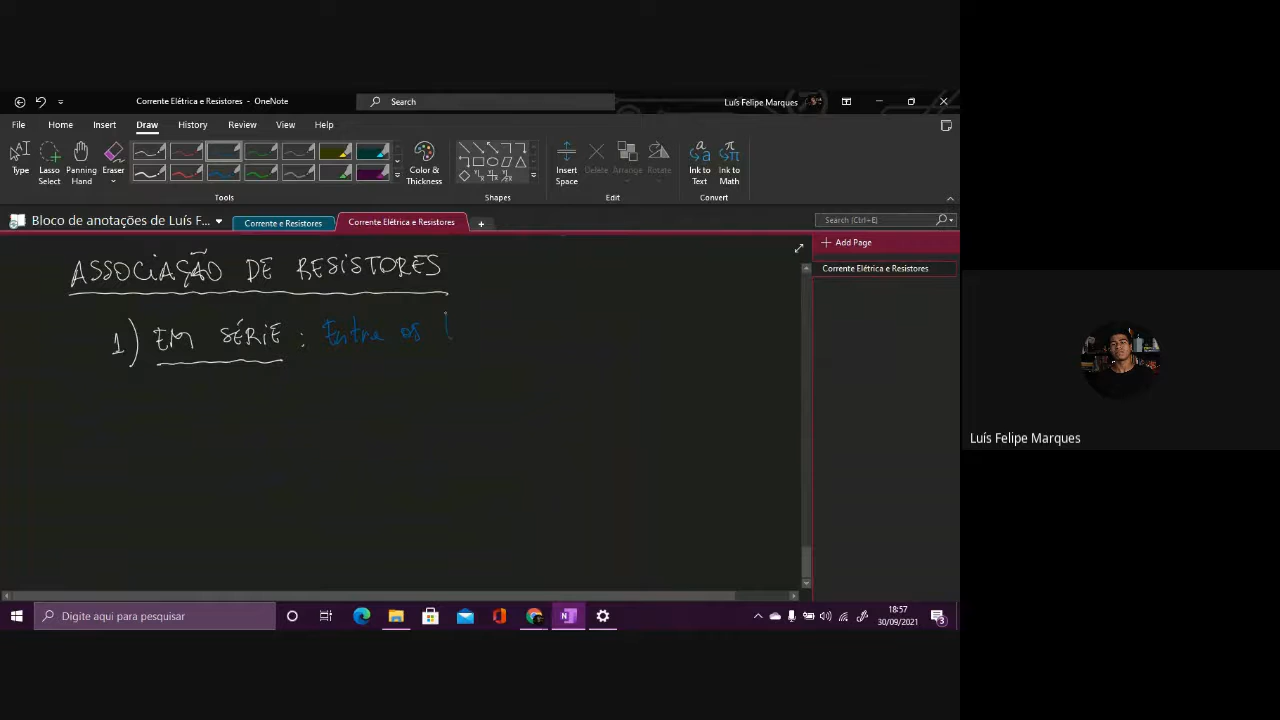 Corrente Elétrica e Resistores - OneNote
Search
Luís Felipe Marques
File Home Insert Draw History Review View Help
Type
Lasso Select
Panning Hand
Eraser
Color & Thickness
Insert Space
Delete
Arrange
Rotate
Ink to Text
Ink to Math
Tools
Shapes
Edit
Convert
Bloco de anotações de Luís F...
Corrente e Resistores
Corrente Elétrica e Resistores
Search (Ctrl+E)
Add Page
Corrente Elétrica e Resistores
ASSOCIAÇÃO DE RESISTORES
1) EM SÉRIE : Entre os
Luís Felipe Marques
Digite aqui para pesquisar
18:57
30/09/2021
3